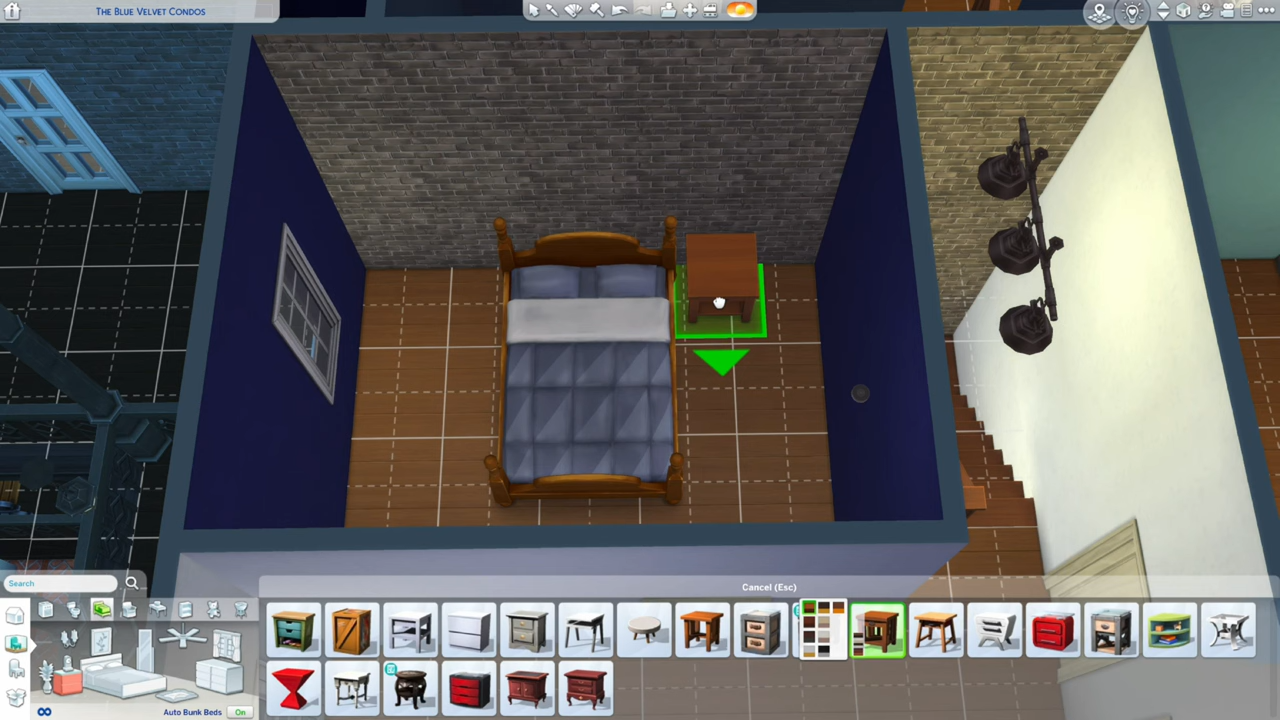 THE BLUE VELVET CONDOS
Cancel (Esc)
Search
Auto Bunk Beds
On